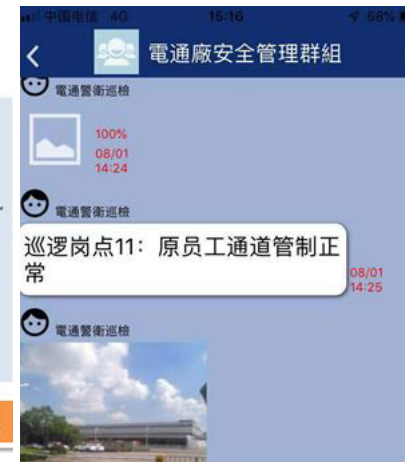 中国电信 4G 15:16 68%
電通廠安全管理群組
電通警衛巡檢
100%
08/01
14:24
電通警衛巡檢
巡逻岗点11：原员工通道管制正
常
08/01
14:25
電通警衛巡檢